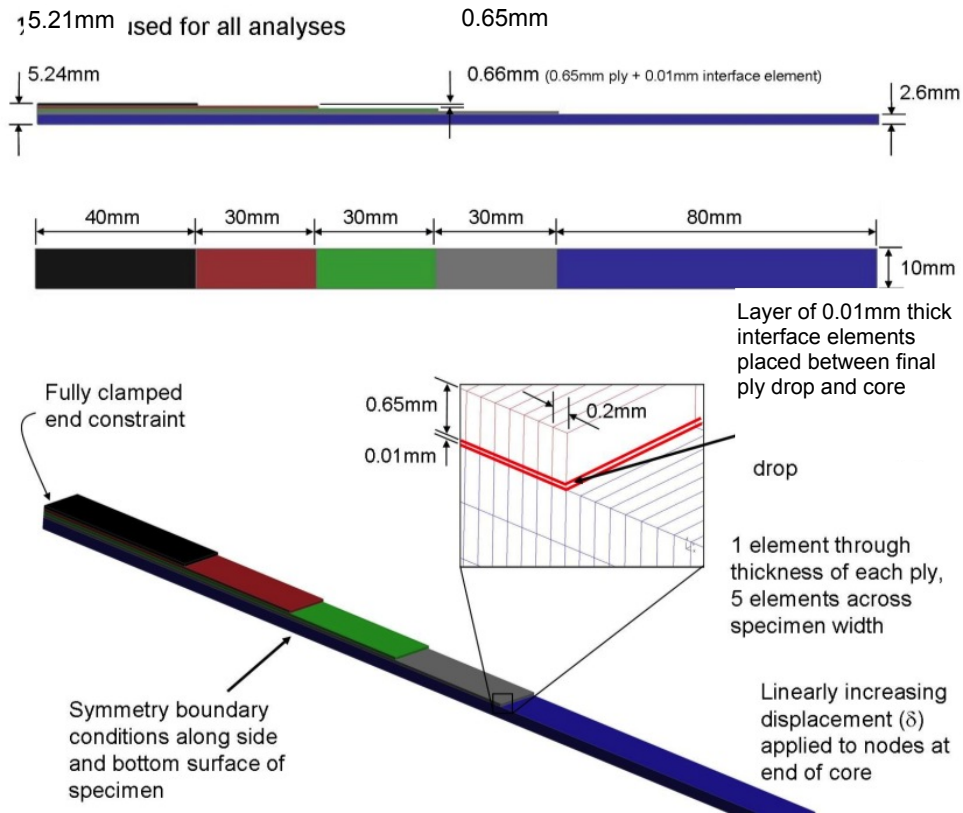 5.21mm used for all analyses
0.65mm
5.24mm
0.66mm (0.65mm ply + 0.01mm interface element)
2.6mm
40mm
30mm
30mm
30mm
80mm
10mm
Layer of 0.01mm thick
interface elements
placed between final
ply drop and core
Fully clamped
end constraint
0.65mm
0.2mm
0.01mm
drop
1 element through
thickness of each ply,
5 elements across
specimen width
Symmetry boundary
conditions along side
and bottom surface of
specimen
Linearly increasing
displacement (δ)
applied to nodes at
end of core